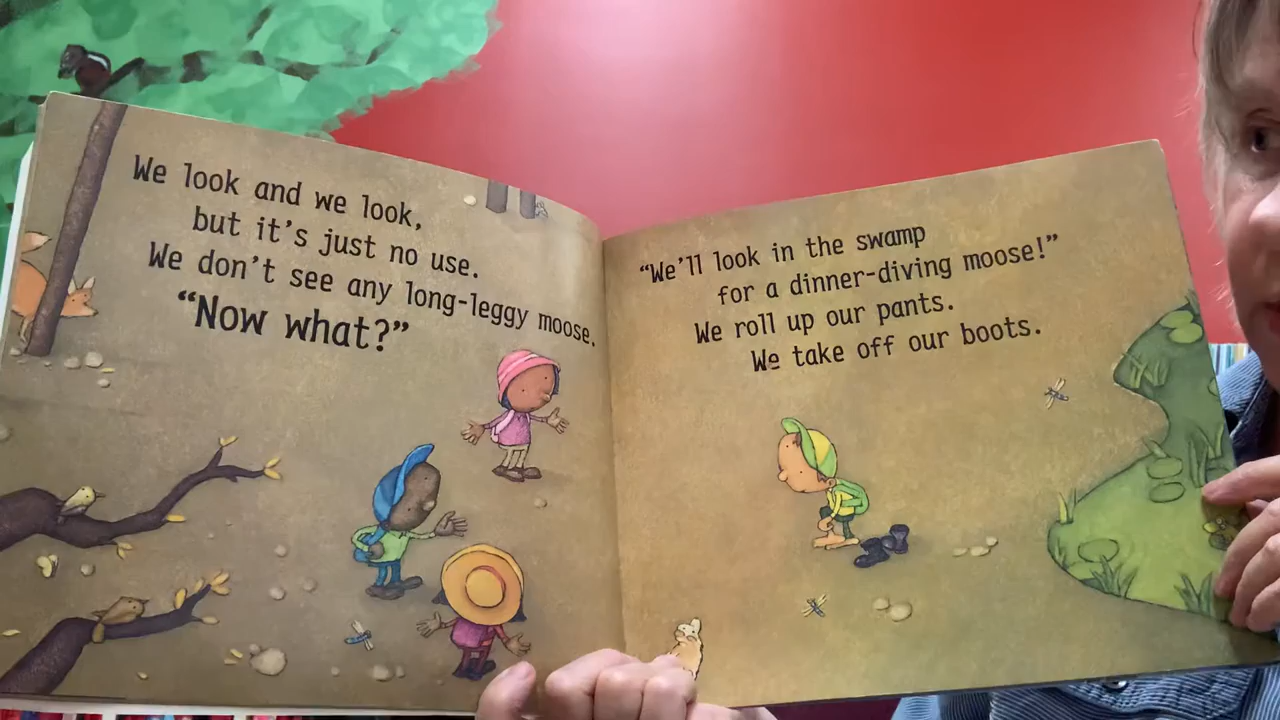 We look and we look,
but it's just no use.
We don't see any long-leggy moose.
“Now what?”
“We'll look in the swamp
for a dinner-diving moose!”
We roll up our pants.
We take off our boots.